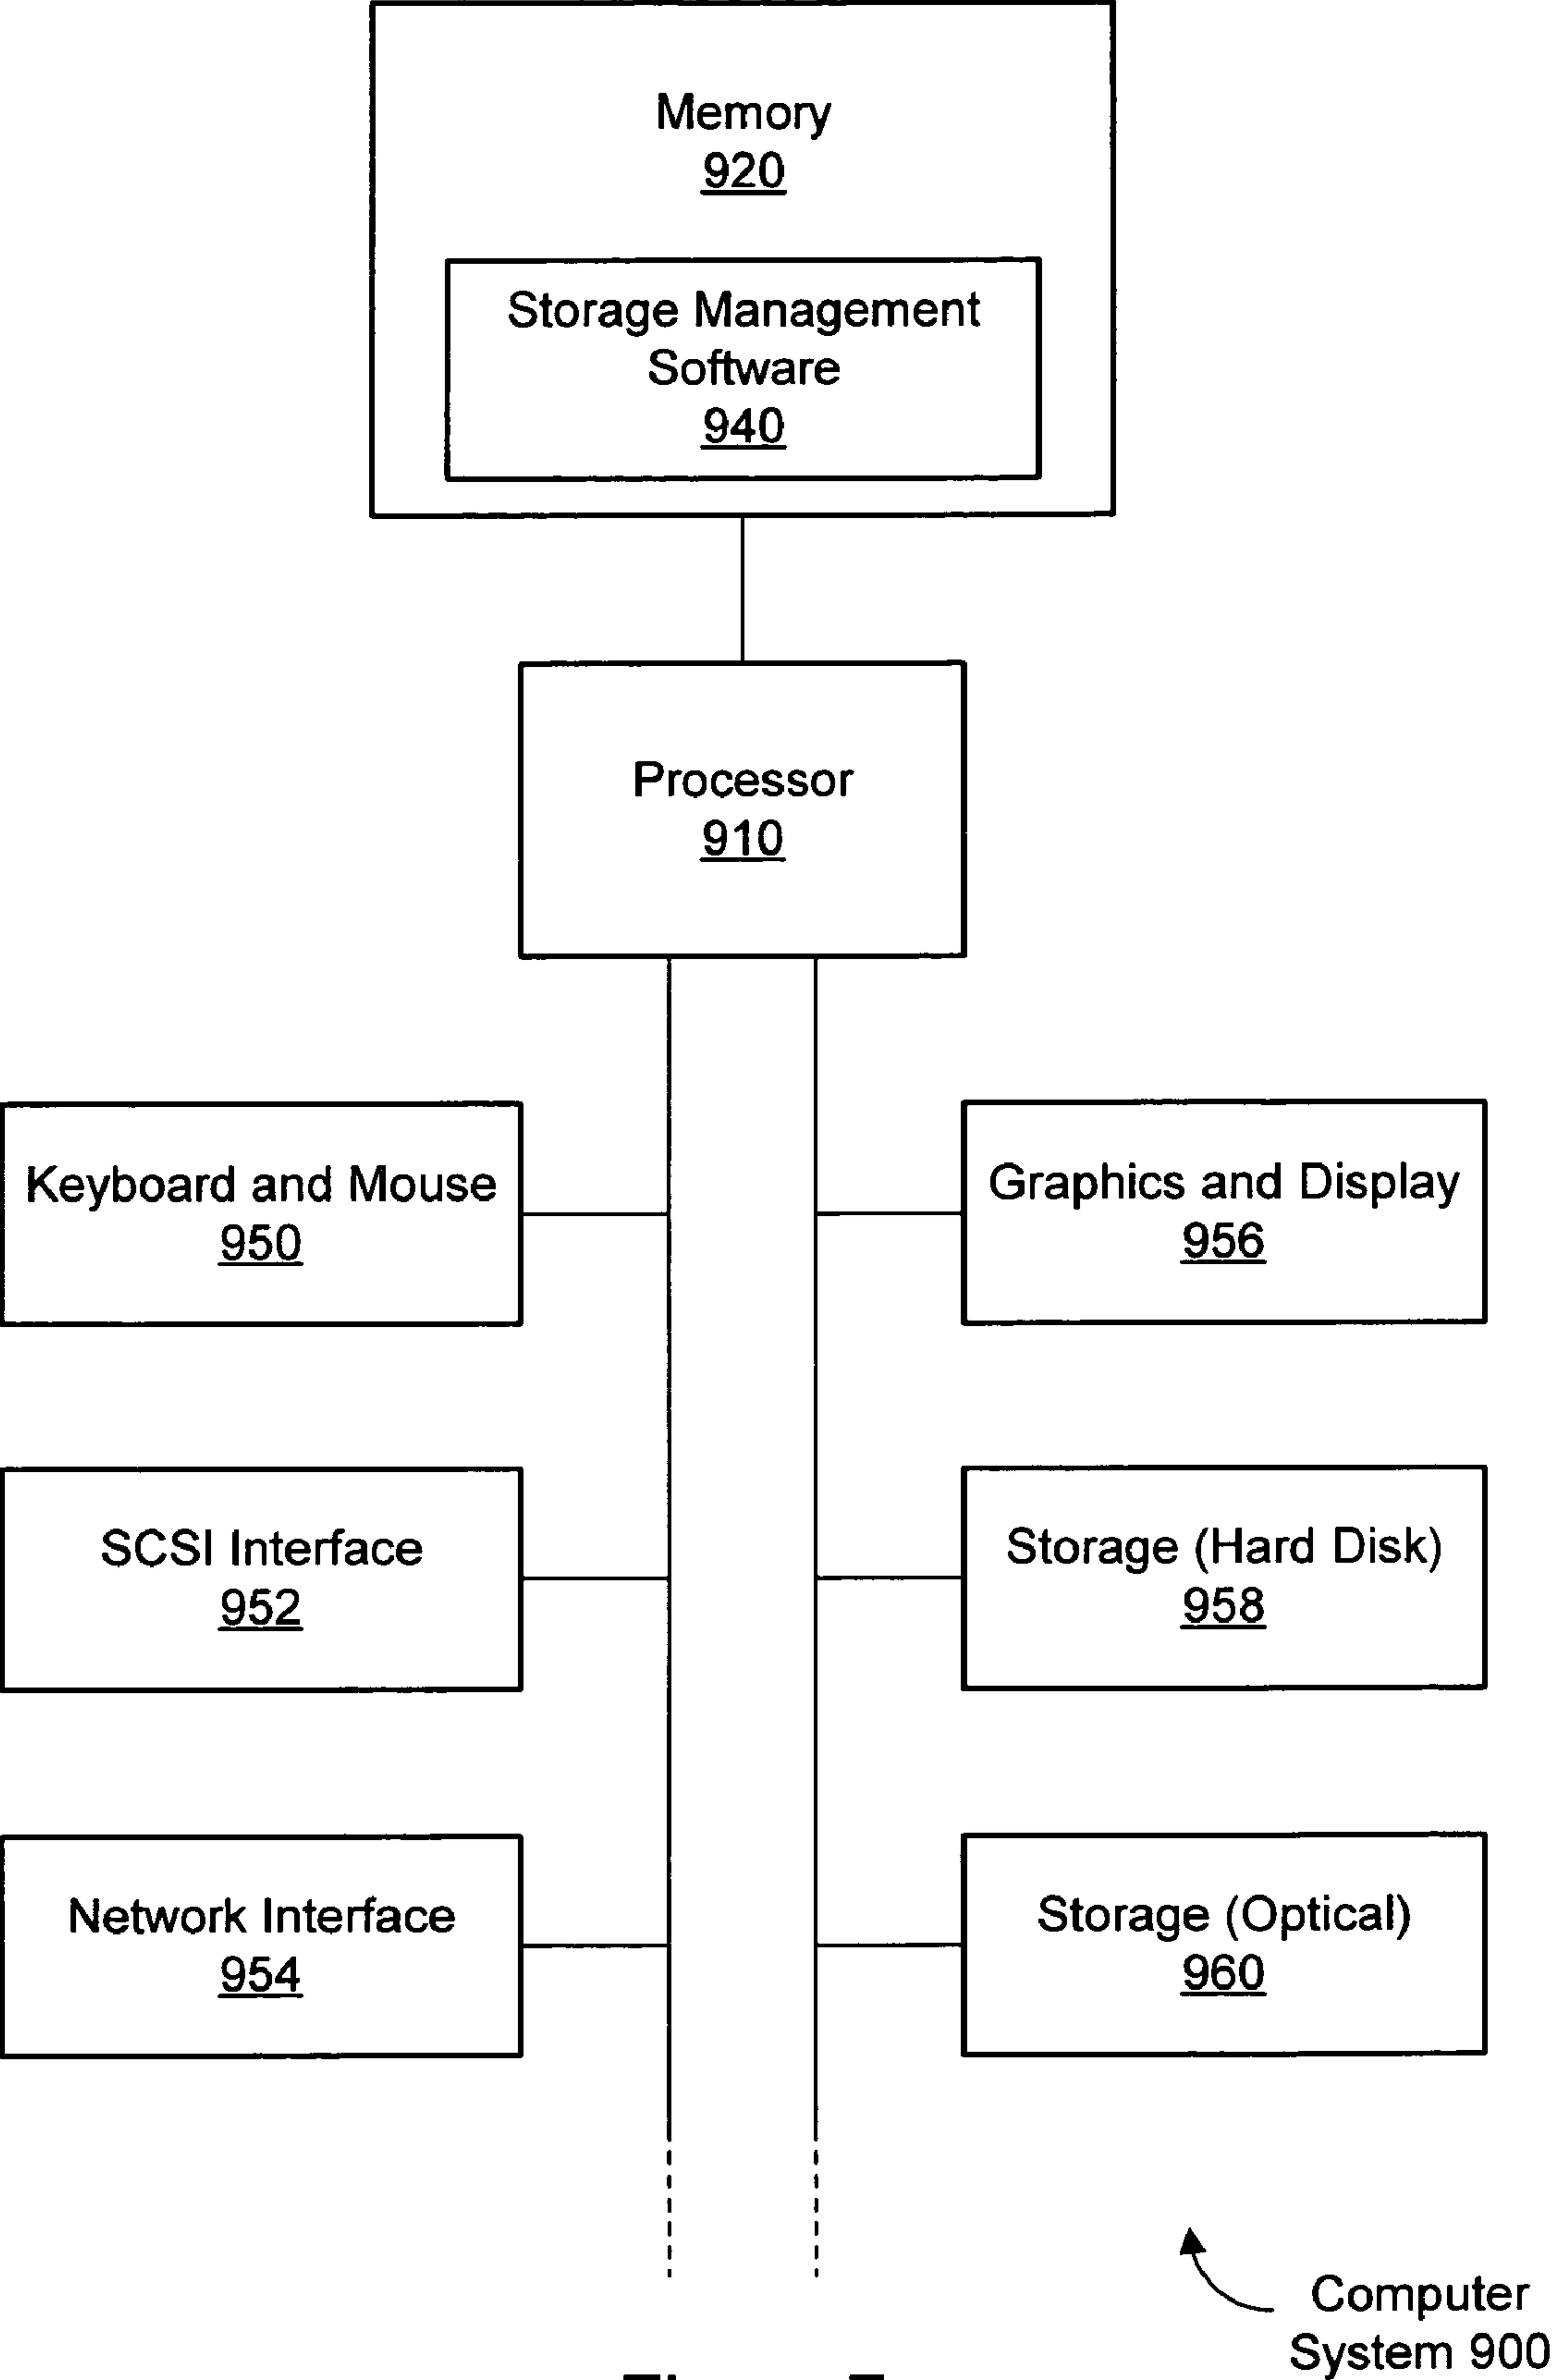 Memory
920
Storage Management
Software
940
Processor
910
Keyboard and Mouse
950
Graphics and Display
956
SCSI Interface
952
Storage (Hard Disk)
958
Network Interface
954
Storage (Optical)
960
Computer
System 900